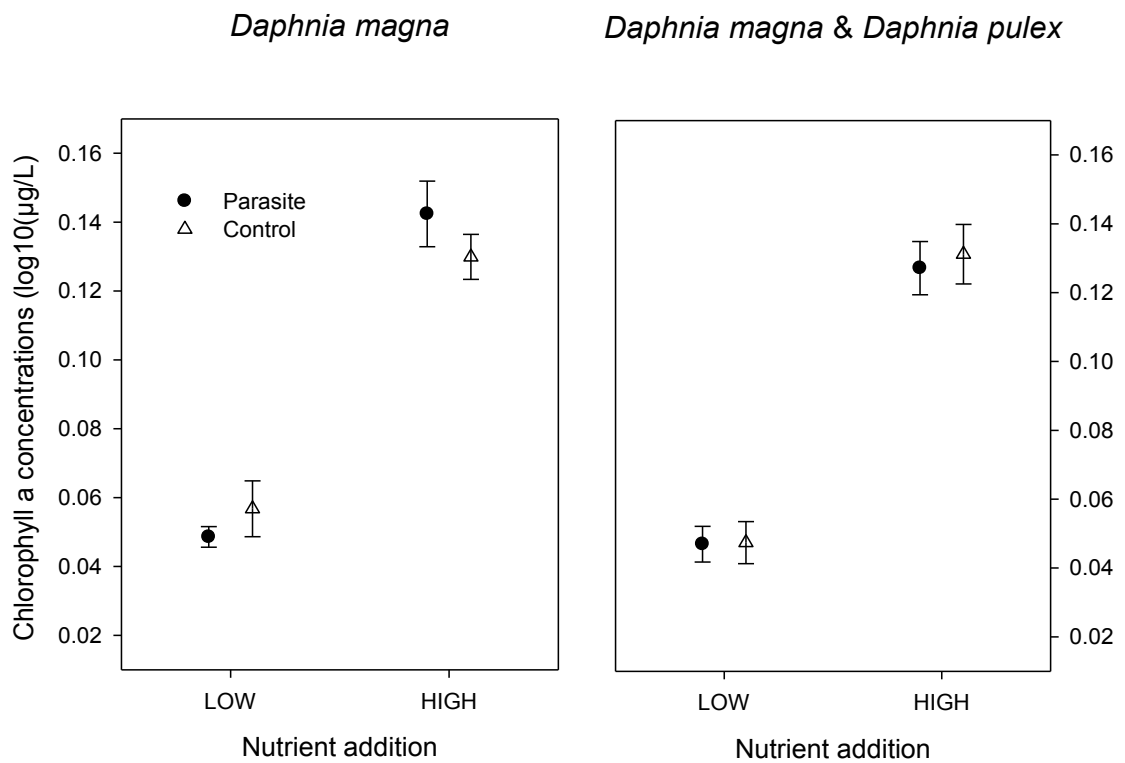 Daphnia magna
Daphnia magna & Daphnia pulex
Chlorophyll a concentrations (log10(µg/L)
0.16
0.14
0.12
0.10
0.08
0.06
0.04
0.02
Parasite
Control
LOW
HIGH
Nutrient addition
0.16
0.14
0.12
0.10
0.08
0.06
0.04
0.02
LOW
HIGH
Nutrient addition